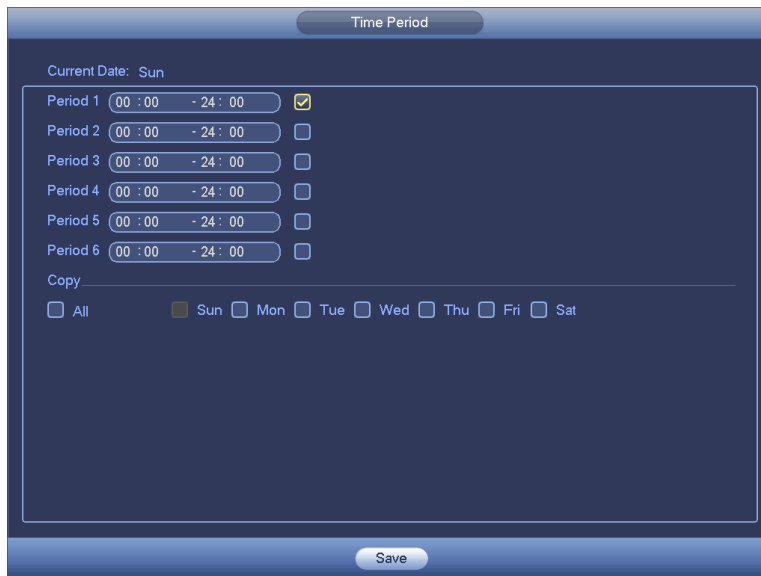 Time Period
Current Date: Sun
Period 1 00 :00 - 24 : 00
Period 2 00 :00 - 24 : 00
Period 3 00 :00 - 24 : 00
Period 4 00 :00 - 24 : 00
Period 5 00 :00 - 24 : 00
Period 6 00 :00 - 24 : 00
Copy
All Sun Mon Tue Wed Thu Fri Sat
Save